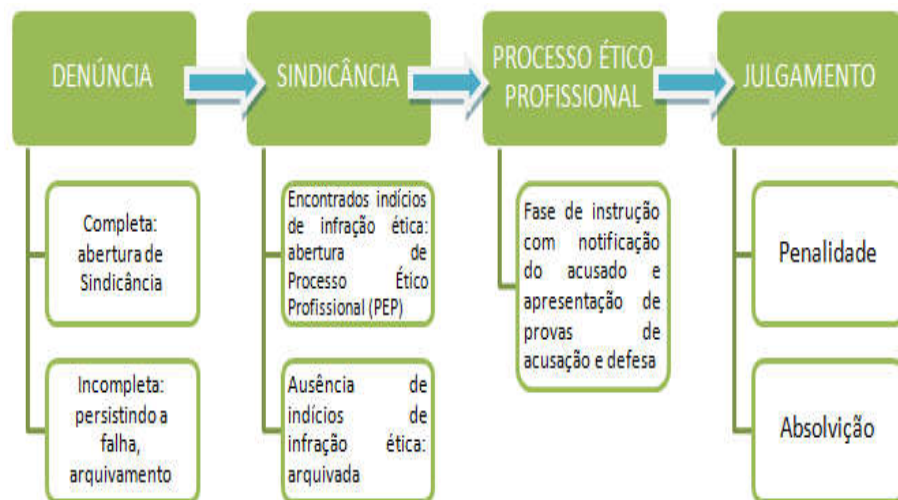 DENÚNCIA
SINDICÂNCIA
PROCESSO ÉTICO
PROFISSIONAL
JULGAMENTO
Completa:
abertura de
Sindicância
Incompleta:
persistindo a
falha,
arquivamento
Encontrados indícios
de infração ética:
abertura de
Processo Ético
Profissional (PEP)
Ausência de
indícios de
infração ética:
arquivada
Fase de instrução
com notificação
do acusado e
apresentação de
provas de
acusação e defesa
Penalidade
Absolvição